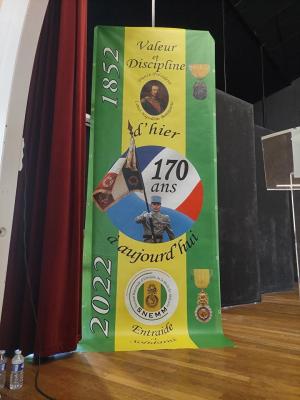 Valeur
et
Discipline
1852
d'hier
170
ans
à aujourd'hui
2022
SNEMM
Entraide